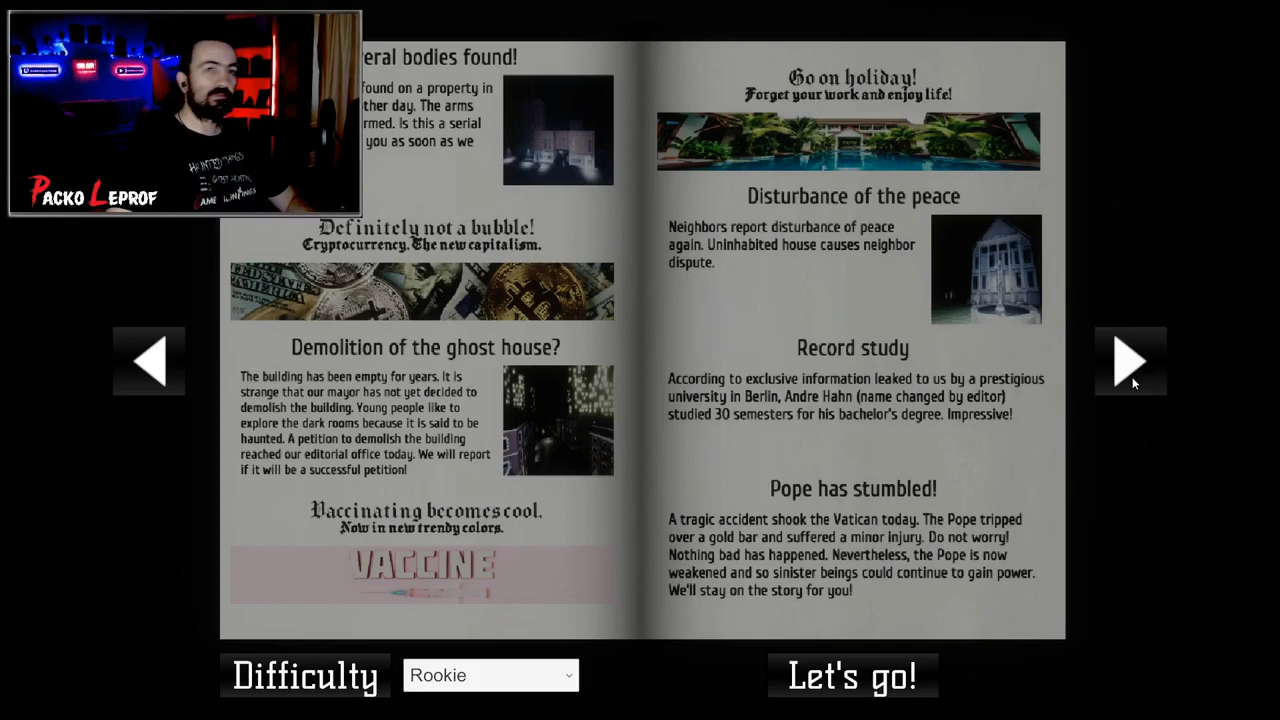 HAUNTED THINGS
GHOST HUNTING
PACKO LEPROF
eral bodies found!
found on a property in
ther day. The arms
rmed. Is this a serial
you as soon as we
Definitely not a bubble!
Cryptocurrency. The new capitalism.
Demolition of the ghost house?
The building has been empty for years. It is
strange that our mayor has not yet decided to
demolish the building. Young people like to
explore the dark rooms because it is said to be
haunted. A petition to demolish the building
reached our editorial office today. We will report
if it will be a successful petition!
Vaccinating becomes cool.
Now in new trendy colors.
VACCINE
Go on holiday!
Forget your work and enjoy life!
Disturbance of the peace
Neighbors report disturbance of peace
again. Uninhabited house causes neighbor
dispute.
Record study
According to exclusive information leaked to us by a prestigious
university in Berlin, Andre Hahn (name changed by editor)
studied 30 semesters for his bachelor's degree. Impressive!
Pope has stumbled!
A tragic accident shook the Vatican today. The Pope tripped
over a gold bar and suffered a minor injury. Do not worry!
Nothing bad has happened. Nevertheless, the Pope is now
weakened and so sinister beings could continue to gain power.
We'll stay on the story for you!
Difficulty
Rookie
Let's go!